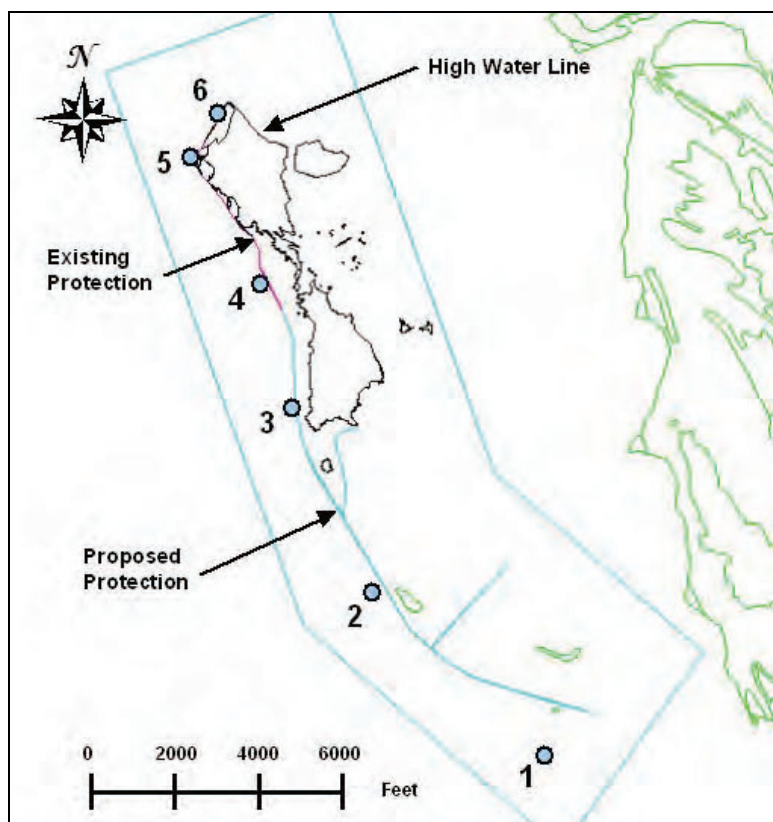 N
6
High Water Line
5
Existing
Protection
4
3
Proposed
Protection
2
0 2000 4000 6000
Feet
1